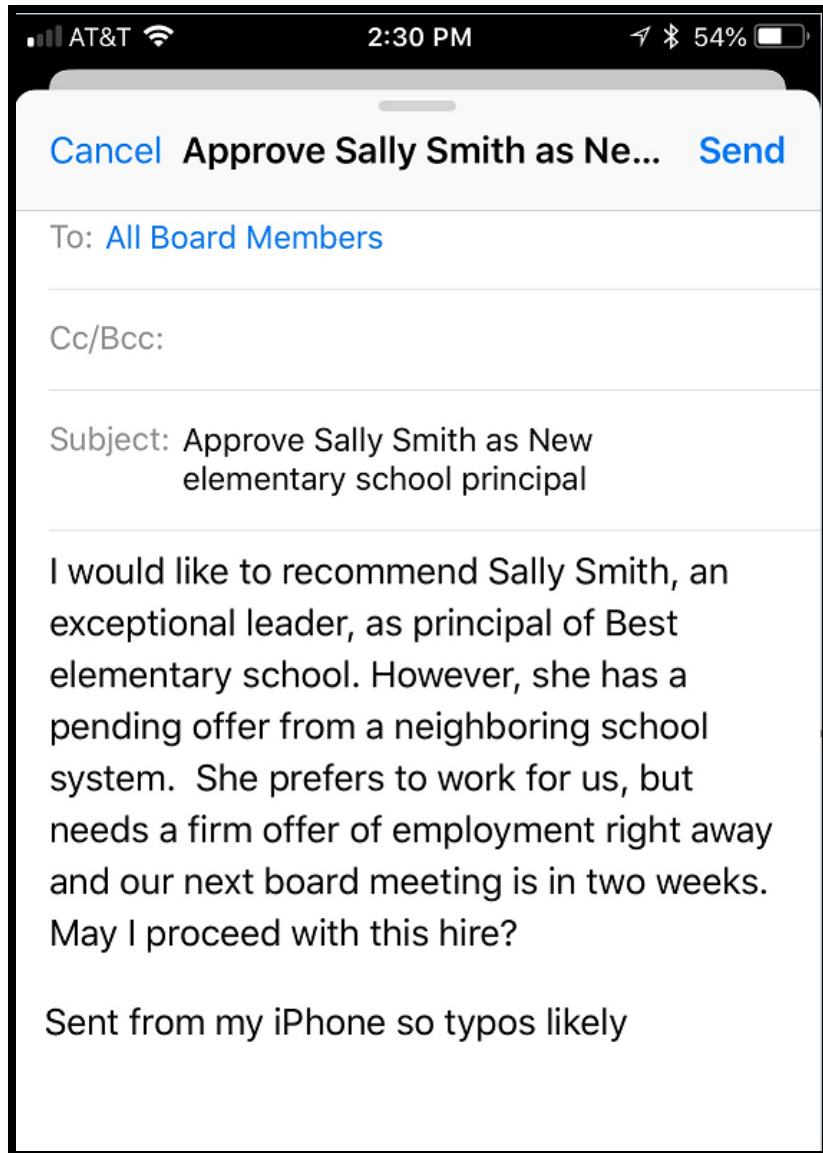 AT&T 2:30 PM 54%
Cancel Approve Sally Smith as Ne... Send
To: All Board Members
Cc/Bcc:
Subject: Approve Sally Smith as New
elementary school principal
I would like to recommend Sally Smith, an
exceptional leader, as principal of Best
elementary school. However, she has a
pending offer from a neighboring school
system.  She prefers to work for us, but
needs a firm offer of employment right away
and our next board meeting is in two weeks.
May I proceed with this hire?
Sent from my iPhone so typos likely